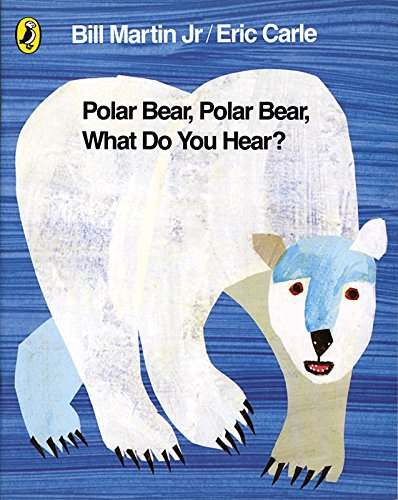 Bill Martin Jr/Eric Carle
Polar Bear, Polar Bear,
What Do You Hear?